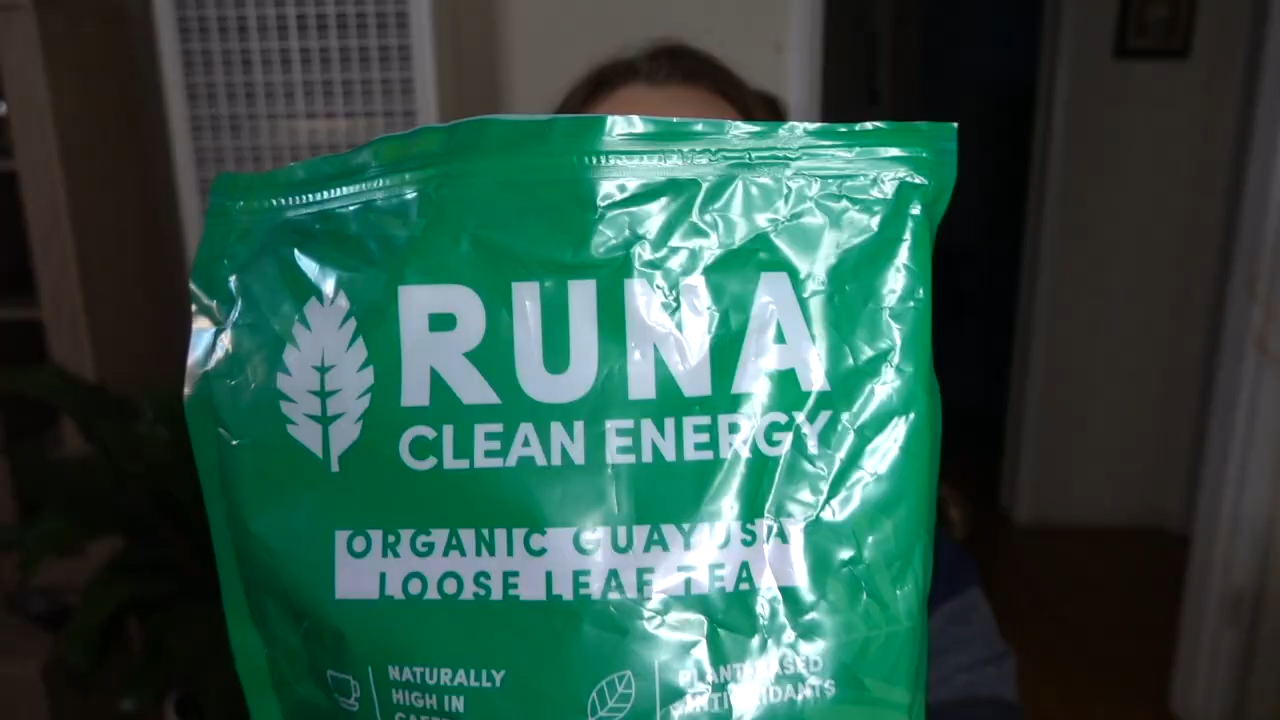 RUNA
CLEAN ENERGY
ORGANIC GUAYUSA
LOOSE LEAF TEA
NATURALLY
HIGH IN
PLANT-BASED
ANTIOXIDANTS